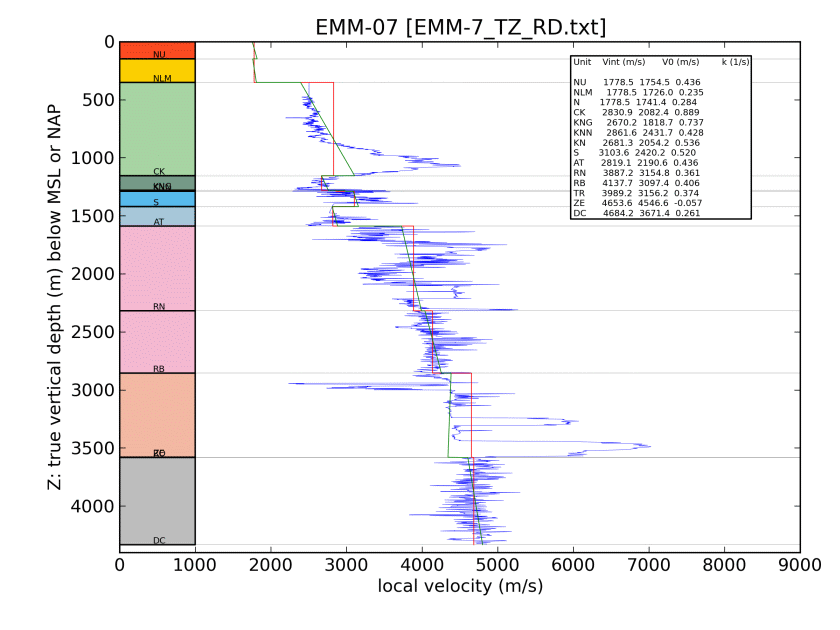 EMM-07 [EMM-7_TZ_RD.txt]
Unit Vint (m/s) V0 (m/s) k (1/s)
NU 1778.5 1754.5 0.436
NLM 1778.5 1726.0 0.235
N 1778.5 1741.4 0.284
CK 2830.9 2082.4 0.889
KNG 2670.2 1818.7 0.737
KNN 2861.6 2431.7 0.428
KN 2681.3 2054.2 0.536
S 3103.6 2420.2 0.520
AT 2819.1 2190.6 0.436
RN 3887.2 3154.8 0.361
RB 4137.7 3097.4 0.406
TR 3989.2 3156.2 0.374
ZE 4653.6 4546.6 -0.057
DC 4684.2 3671.4 0.261
0
500
1000
1500
2000
2500
3000
3500
4000
Z: true vertical depth (m) below MSL or NAP
NU
NLM
CK
S
AT
RN
RB
DC
0 1000 2000 3000 4000 5000 6000 7000 8000 9000
local velocity (m/s)